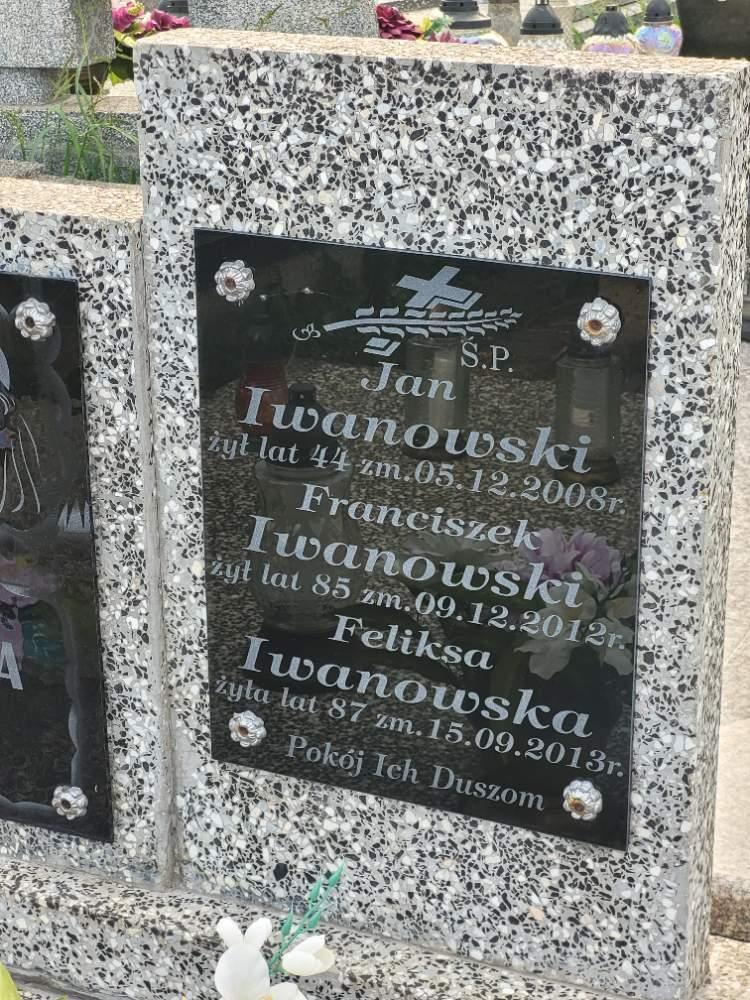 Ś.P.
Jan
Iwanowski
żył lat 44 zm.05.12.2008r.
Franciszek
Iwanowski
żył lat 85 zm.09.12.2012r.
Feliksa
Iwanowska
żyła lat 87 zm.15.09.2013r.
Pokój Ich Duszom
A